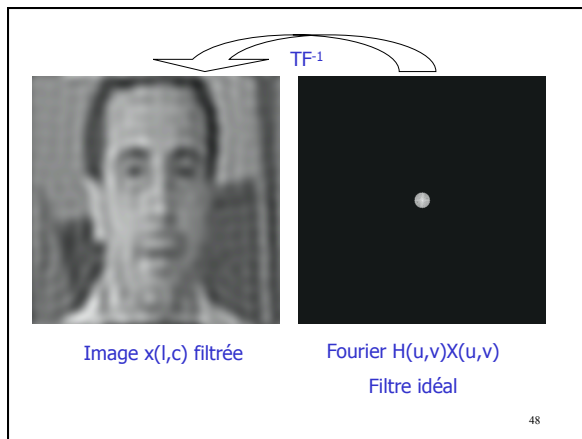 TF-1
Image x(l,c) filtrée
Fourier H(u,v)X(u,v)
Filtre idéal
48